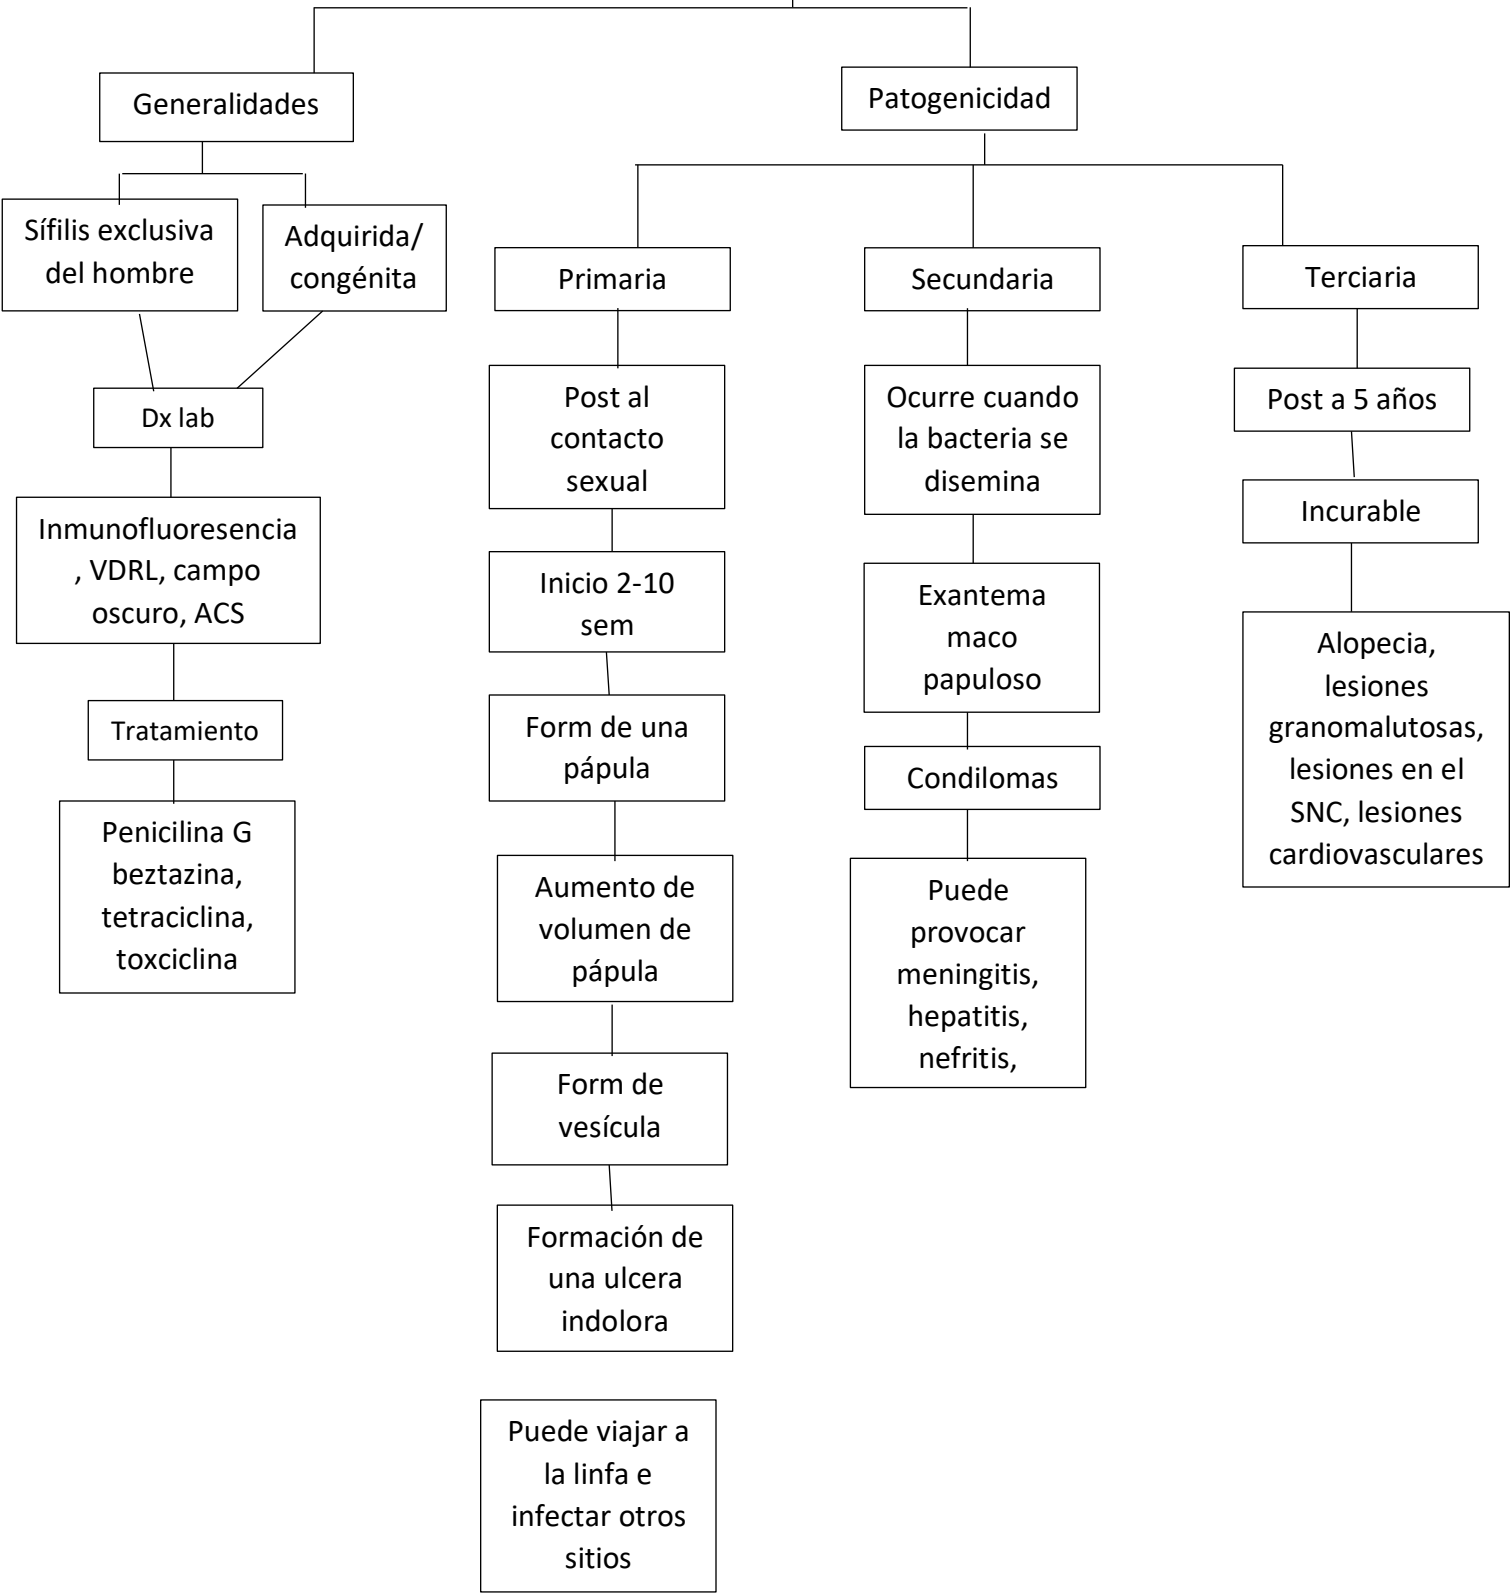 Generalidades
Patogenicidad
Sífilis exclusiva
del hombre
Adquirida/
congénita
Dx lab
Inmunofluoresencia
, VDRL, campo
oscuro, ACS
Tratamiento
Penicilina G
beztazina,
tetraciclina,
toxciclina
Primaria
Post al
contacto
sexual
Inicio 2-10
sem
Form de una
pápula
Aumento de
volumen de
pápula
Form de
vesícula
Formación de
una ulcera
indolora
Puede viajar a
la linfa e
infectar otros
sitios
Secundaria
Ocurre cuando
la bacteria se
disemina
Exantema
maco
papuloso
Condilomas
Puede
provocar
meningitis,
hepatitis,
nefritis,
Terciaria
Post a 5 años
Incurable
Alopecia,
lesiones
granomalutosas,
lesiones en el
SNC, lesiones
cardiovasculares